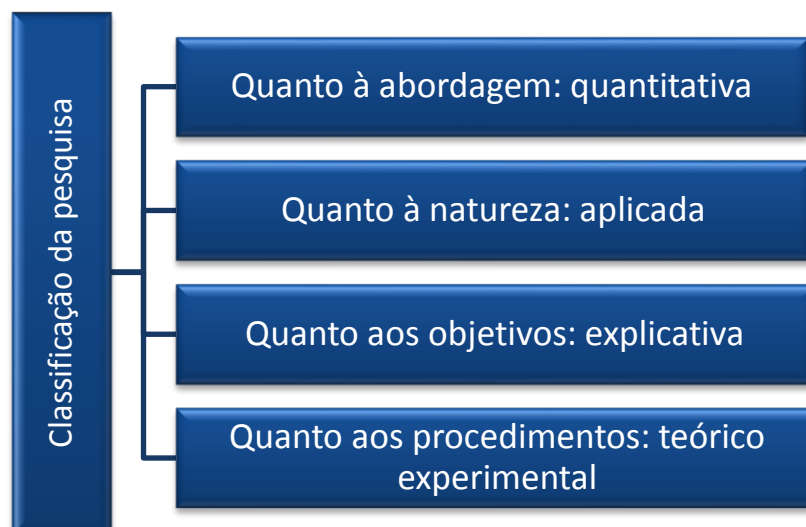 Classificação da pesquisa
Quanto à abordagem: quantitativa
Quanto à natureza: aplicada
Quanto aos objetivos: explicativa
Quanto aos procedimentos: teórico
experimental